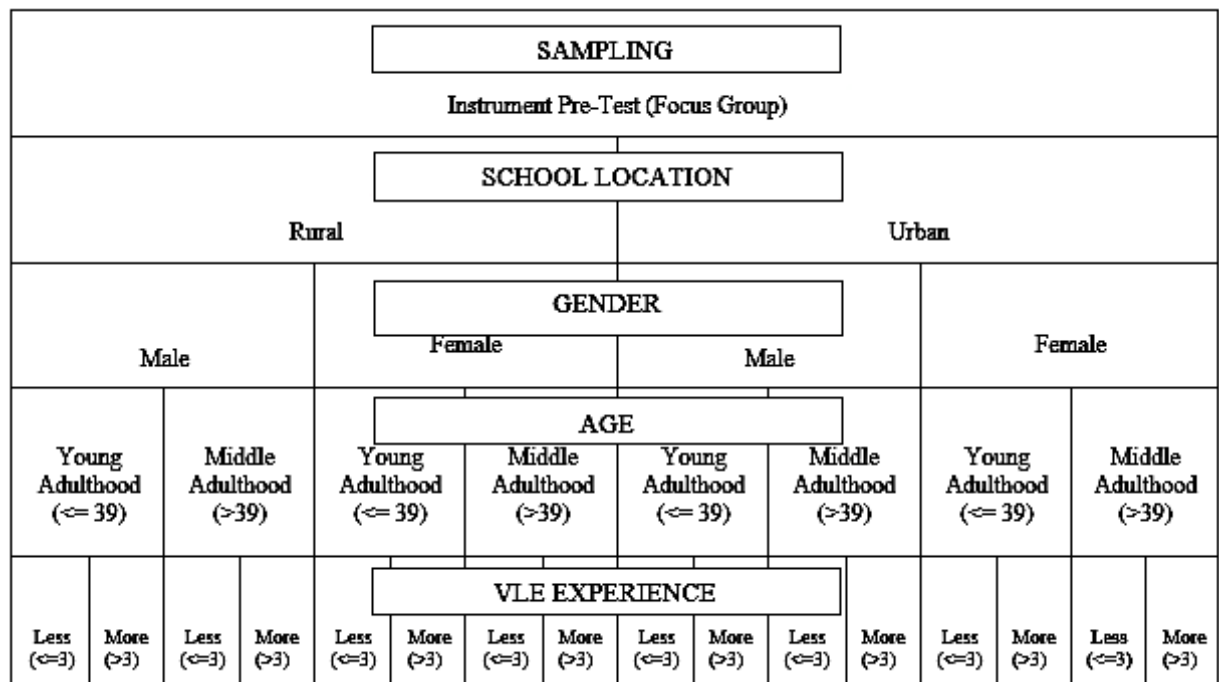 SAMPLING
Instrument Pre-Test (Focus Group)
SCHOOL LOCATION
Rural Urban
GENDER
Male Female Male Female
AGE
Young Middle Young Middle Young Middle Young Middle
Adulthood Adulthood Adulthood Adulthood Adulthood Adulthood Adulthood Adulthood
(<= 39) (>39) (<= 39) (>39) (<= 39) (>39) (<= 39) (>39)
VLE EXPERIENCE
Less More Less More Less More Less More Less More Less More Less More Less More
(<=3) (>3) (<=3) (>3) (<=3) (>3) (<=3) (>3) (<=3) (>3) (<=3) (>3) (<=3) (>3) (<=3) (>3)